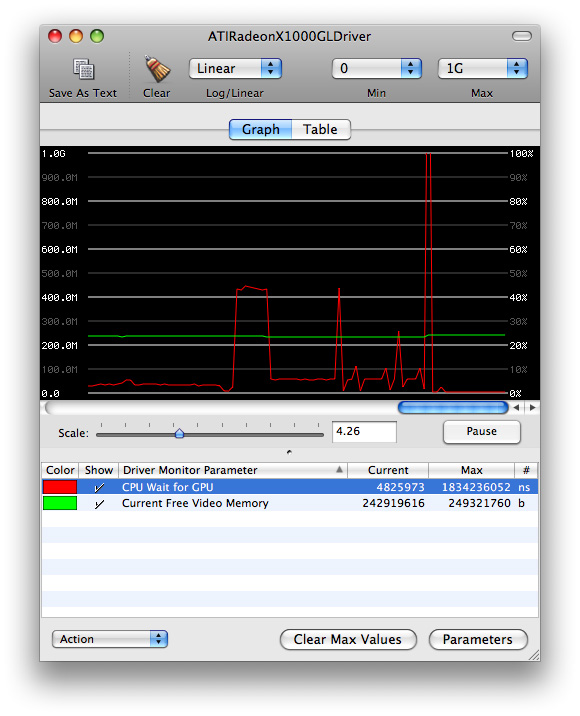 ATIRadeonX1000GLDriver
Linear 0 1G
Save As Text Clear Log/Linear Min Max
Graph Table
1.0G 100%
900.0M 90%
800.0M 80%
700.0M 70%
600.0M 60%
500.0M 50%
400.0M 40%
300.0M 30%
200.0M 20%
100.0M 10%
0.0 0%
Scale: 4.26 Pause
Color Show Driver Monitor Parameter Current Max #
CPU Wait for GPU 4825973 1834236052 ns
Current Free Video Memory 242919616 249321760 b
Action Clear Max Values Parameters